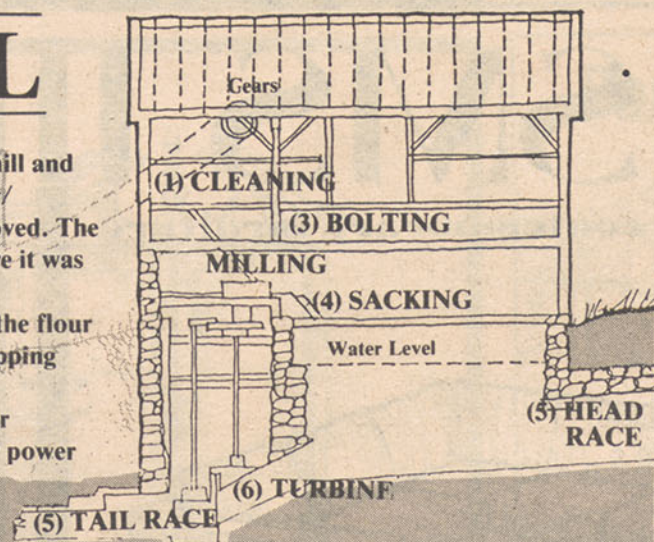 L
Gears
ill and
(1) CLEANING
ved. The
(3) BOLTING
e it was
MILLING
(4) SACKING
the flour
pping
Water Level
r
(5) HEAD
RACE
power
(6) TURBINE
(5) TAIL RACE